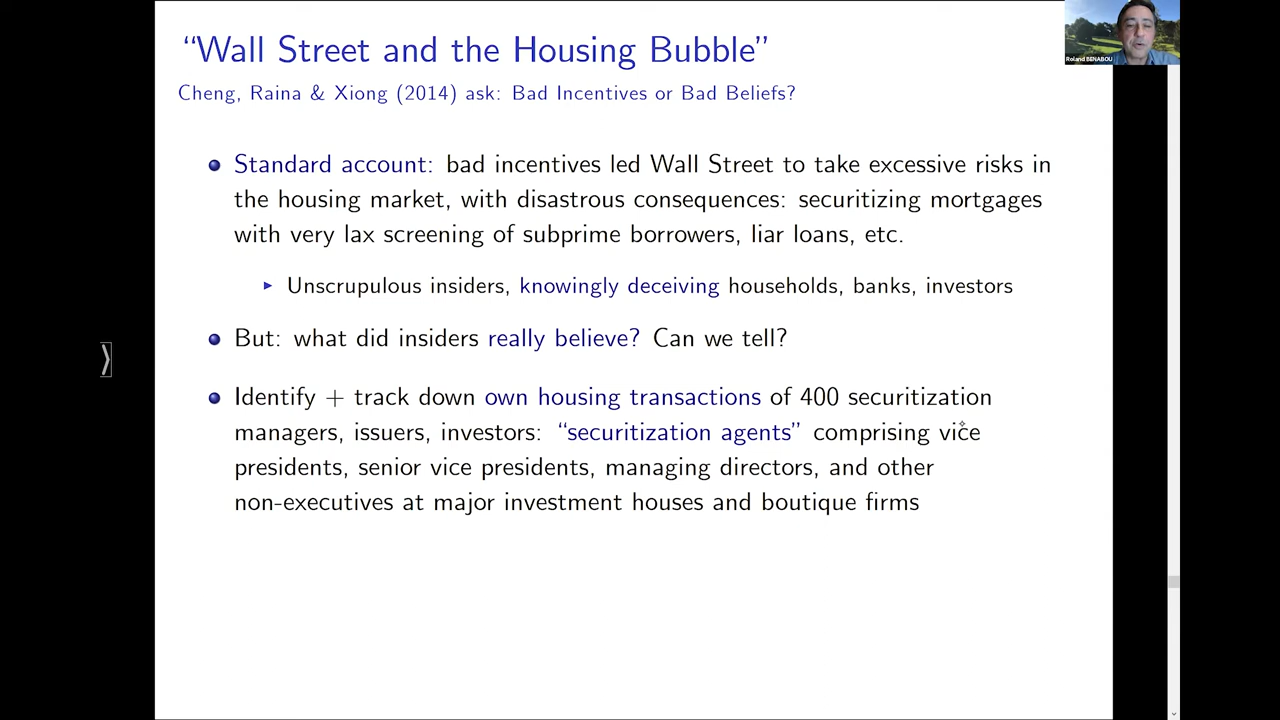 “Wall Street and the Housing Bubble”
Roland BENABOU
Cheng, Raina & Xiong (2014) ask: Bad Incentives or Bad Beliefs?
Standard account: bad incentives led Wall Street to take excessive risks in
the housing market, with disastrous consequences: securitizing mortgages
with very lax screening of subprime borrowers, liar loans, etc.
Unscrupulous insiders, knowingly deceiving households, banks, investors
But: what did insiders really believe? Can we tell?
Identify + track down own housing transactions of 400 securitization
managers, issuers, investors: “securitization agents” comprising vice
presidents, senior vice presidents, managing directors, and other
non-executives at major investment houses and boutique firms